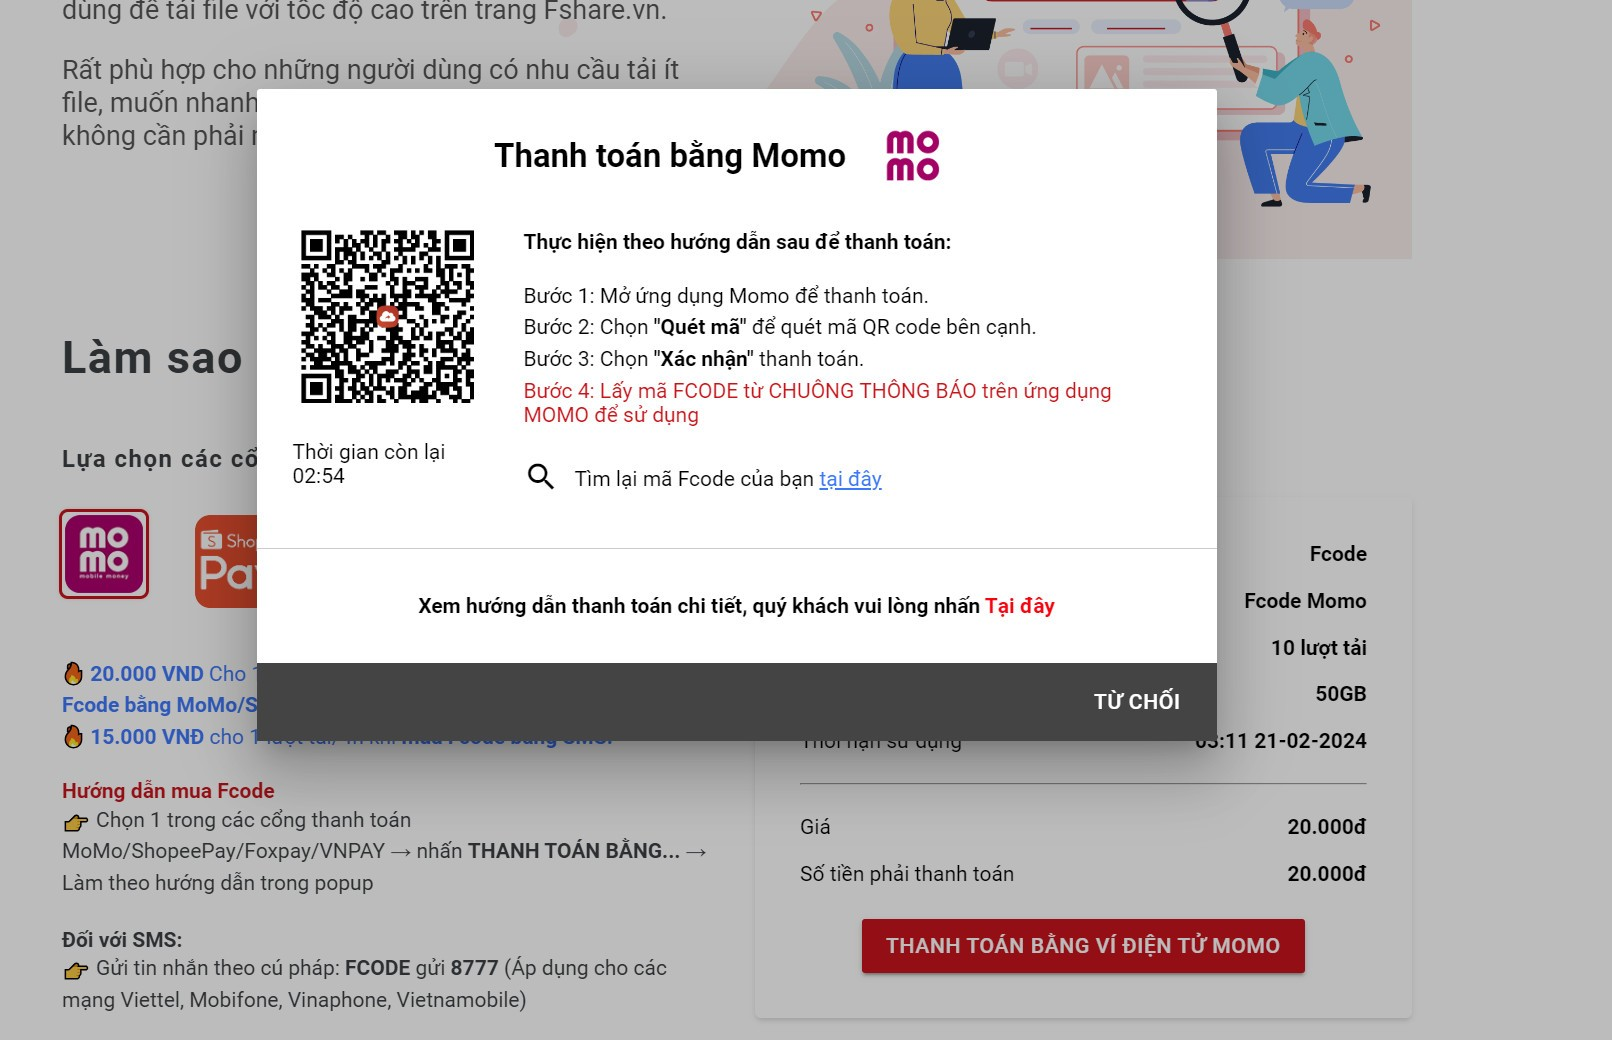 dùng để tải file với tốc độ cao trên trang Fshare.vn.
Rất phù hợp cho những người dùng có nhu cầu tải ít
file, muốn nhanh
không cần phải
Thanh toán bằng Momo
mo
mo
Thực hiện theo hướng dẫn sau để thanh toán:
Bước 1: Mở ứng dụng Momo để thanh toán.
Bước 2: Chọn "Quét mã" để quét mã QR code bên cạnh.
Bước 3: Chọn "Xác nhận" thanh toán.
Bước 4: Lấy mã FCODE từ CHUÔNG THÔNG BÁO trên ứng dụng
MOMO để sử dụng
Thời gian còn lại
02:54
Tìm lại mã Fcode của bạn tại đây
Xem hướng dẫn thanh toán chi tiết, quý khách vui lòng nhấn Tại đây
TỪ CHỐI
Làm sao
Lựa chọn các cổ
mo
mo
mobile money
Shop
Pa
20.000 VND Cho 1
Fcode bằng MoMo/S
15.000 VNĐ cho 1 lượt tải, 
Hướng dẫn mua Fcode
Chọn 1 trong các cổng thanh toán
MoMo/ShopeePay/Foxpay/VNPAY → nhấn THANH TOÁN BẰNG... →
Làm theo hướng dẫn trong popup
Đối với SMS:
Gửi tin nhắn theo cú pháp: FCODE gửi 8777 (Áp dụng cho các
mạng Viettel, Mobifone, Vinaphone, Vietnamobile)
Fcode
Fcode Momo
10 lượt tải
50GB
Thời hạn sử dụng 03:11 21-02-2024
Giá 20.000đ
Số tiền phải thanh toán 20.000đ
THANH TOÁN BẰNG VÍ ĐIỆN TỬ MOMO